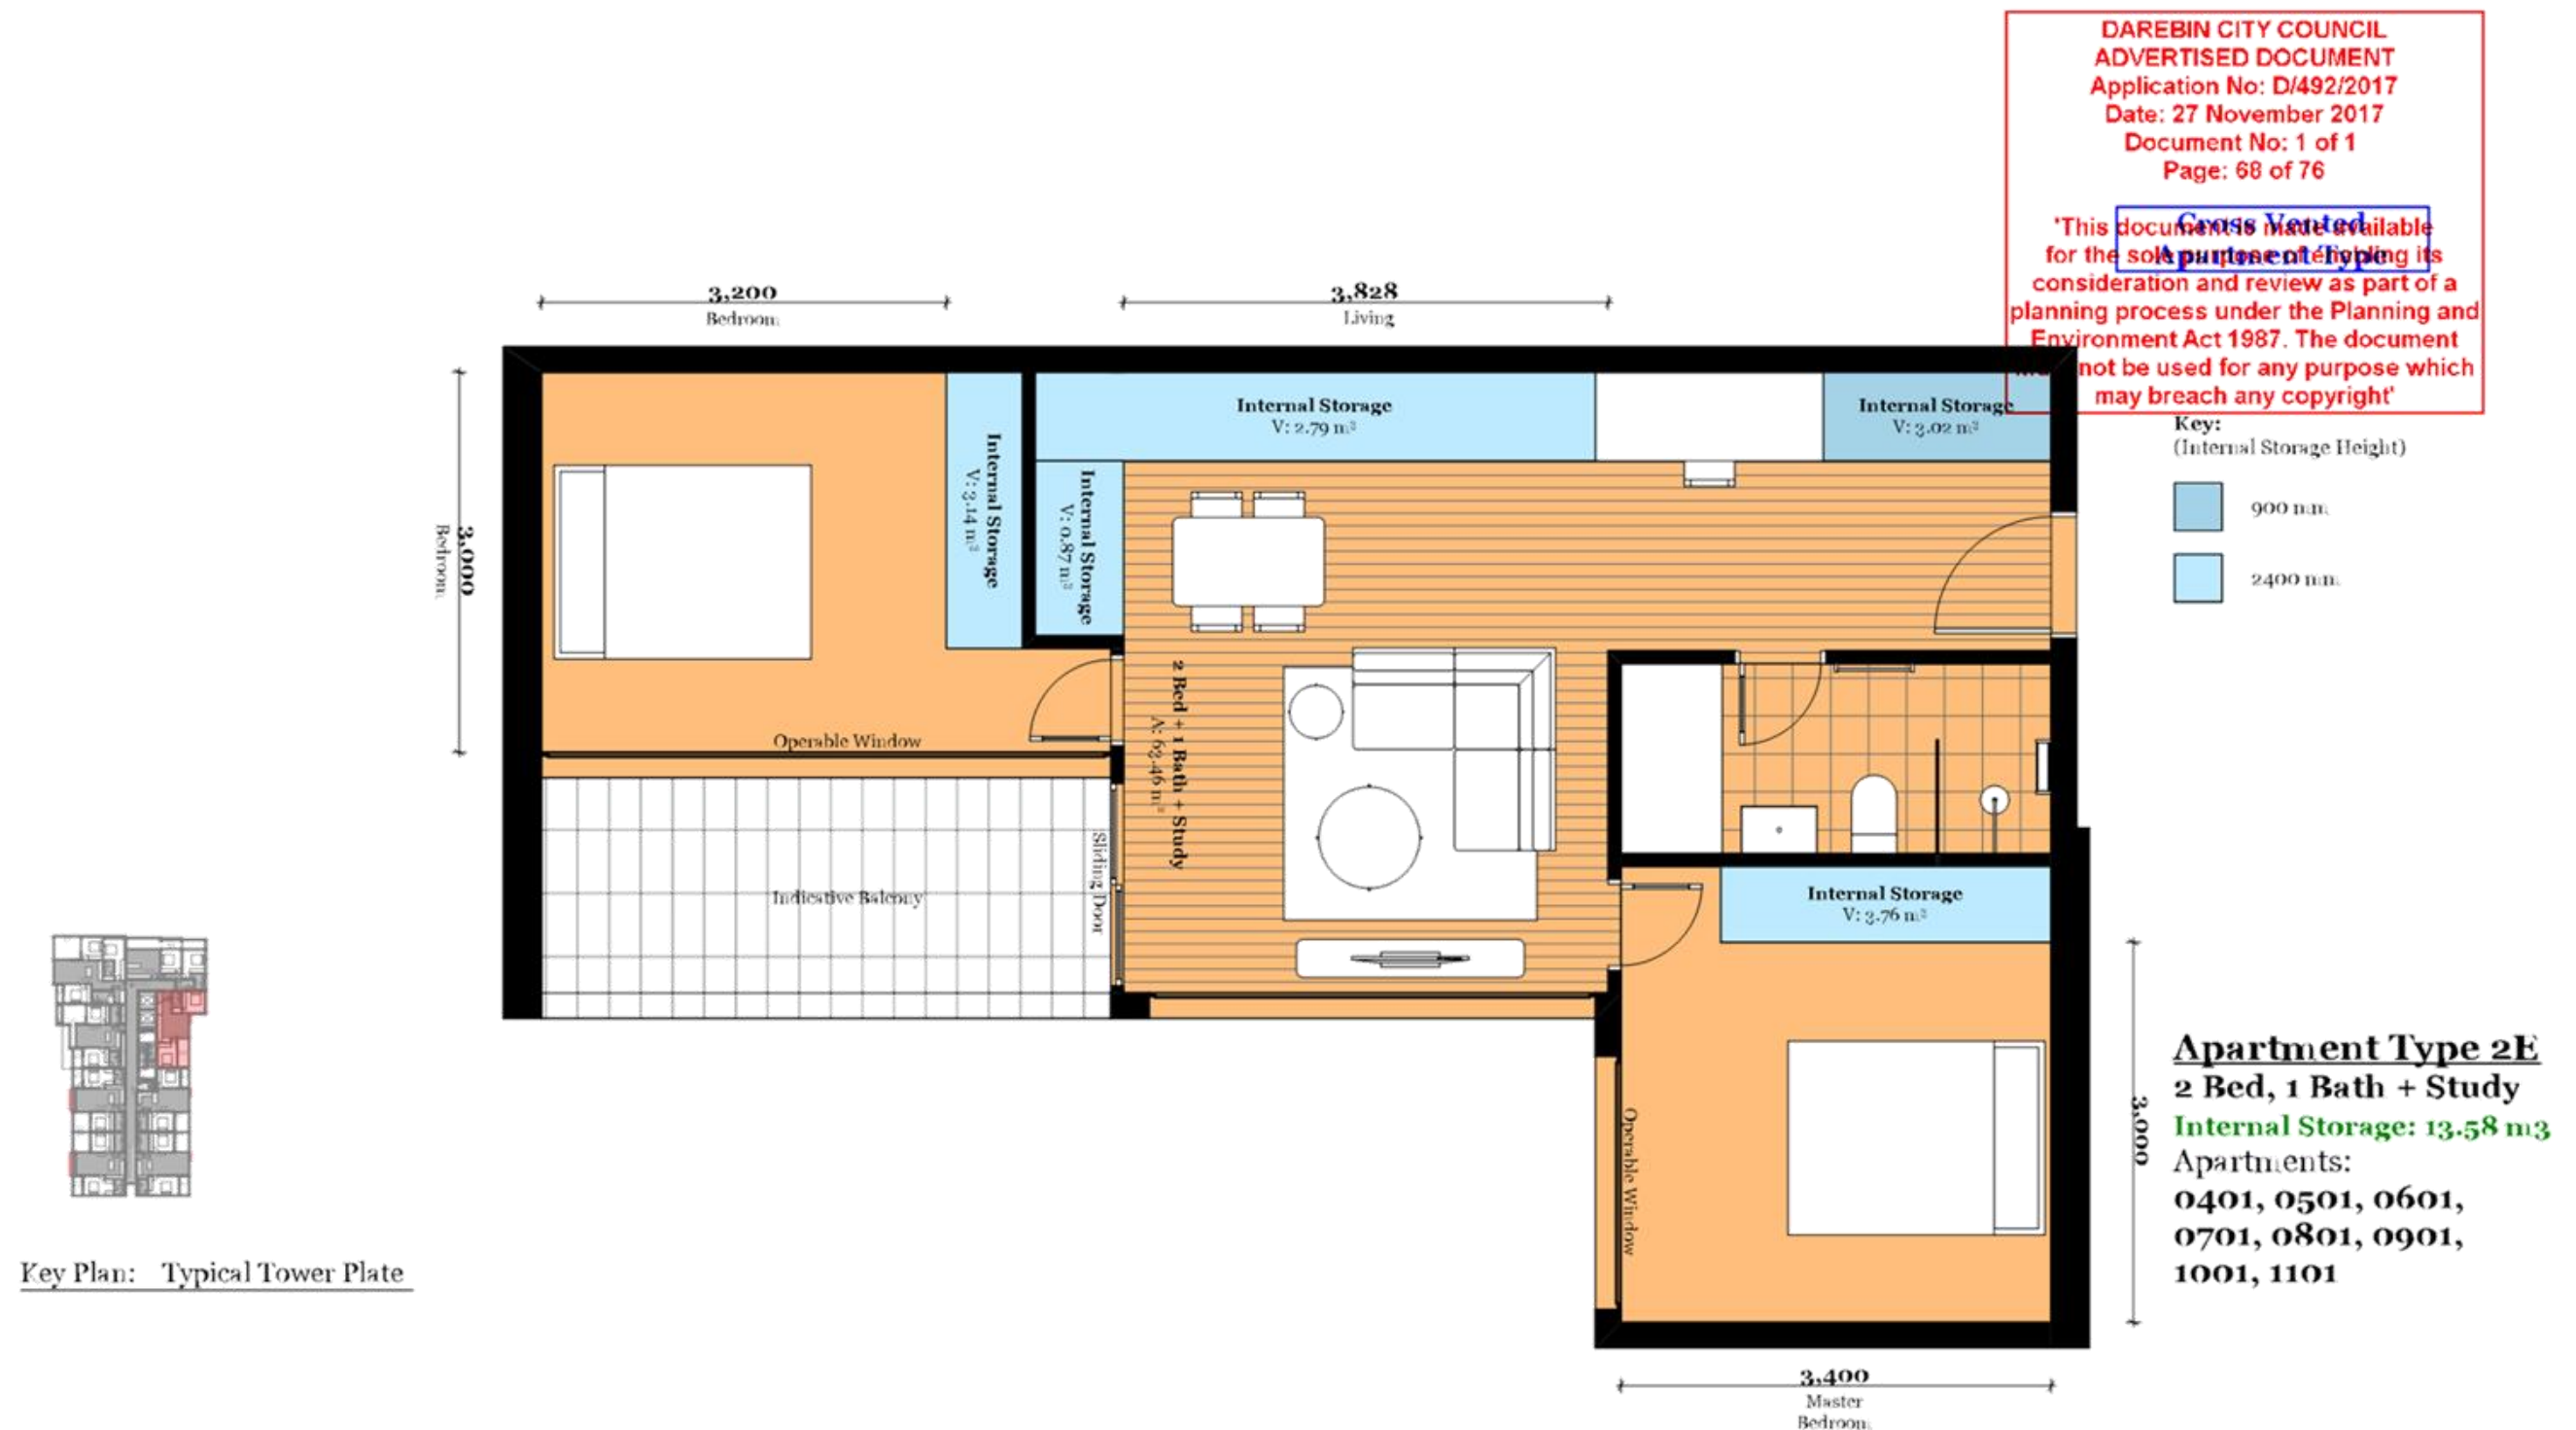 DAREBIN CITY COUNCIL
ADVERTISED DOCUMENT
Application No: D/492/2017
Date: 27 November 2017
Document No: 1 of 1
Page: 68 of 76
Cross Vented
Apartment Type
'This document is made available
for the sole purpose of enabling its
consideration and review as part of a
planning process under the Planning and
Environment Act 1987. The document
not be used for any purpose which
may breach any copyright'
Key:
(Internal Storage Height)
900 mm
2400 mm
3,200
Bedroom
3,828
Living
3,000
Bedroom
Internal Storage
V: 3.14 m³
Internal Storage
V: 2.79 m³
Internal Storage
V: 0.87 m³
Internal Storage
V: 3.02 m³
Operable Window
2 Bed + 1 Bath + Study
A: 63.46 m²
Indicative Balcony
Sliding Door
Internal Storage
V: 3.76 m³
Operable Window
3,000
3,400
Master
Bedroom
Apartment Type 2E
2 Bed, 1 Bath + Study
Internal Storage: 13.58 m3
Apartments:
0401, 0501, 0601,
0701, 0801, 0901,
1001, 1101
Key Plan: Typical Tower Plate